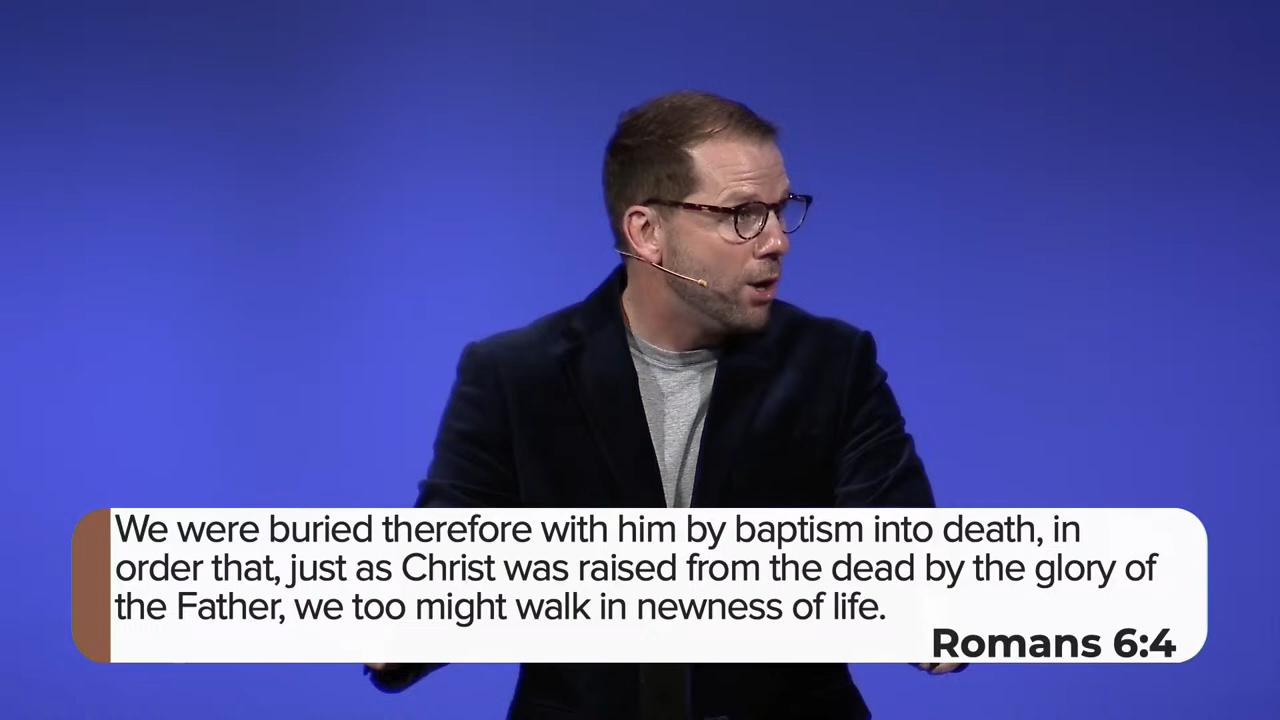 We were buried therefore with him by baptism into death, in
order that, just as Christ was raised from the dead by the glory of
the Father, we too might walk in newness of life.
Romans 6:4